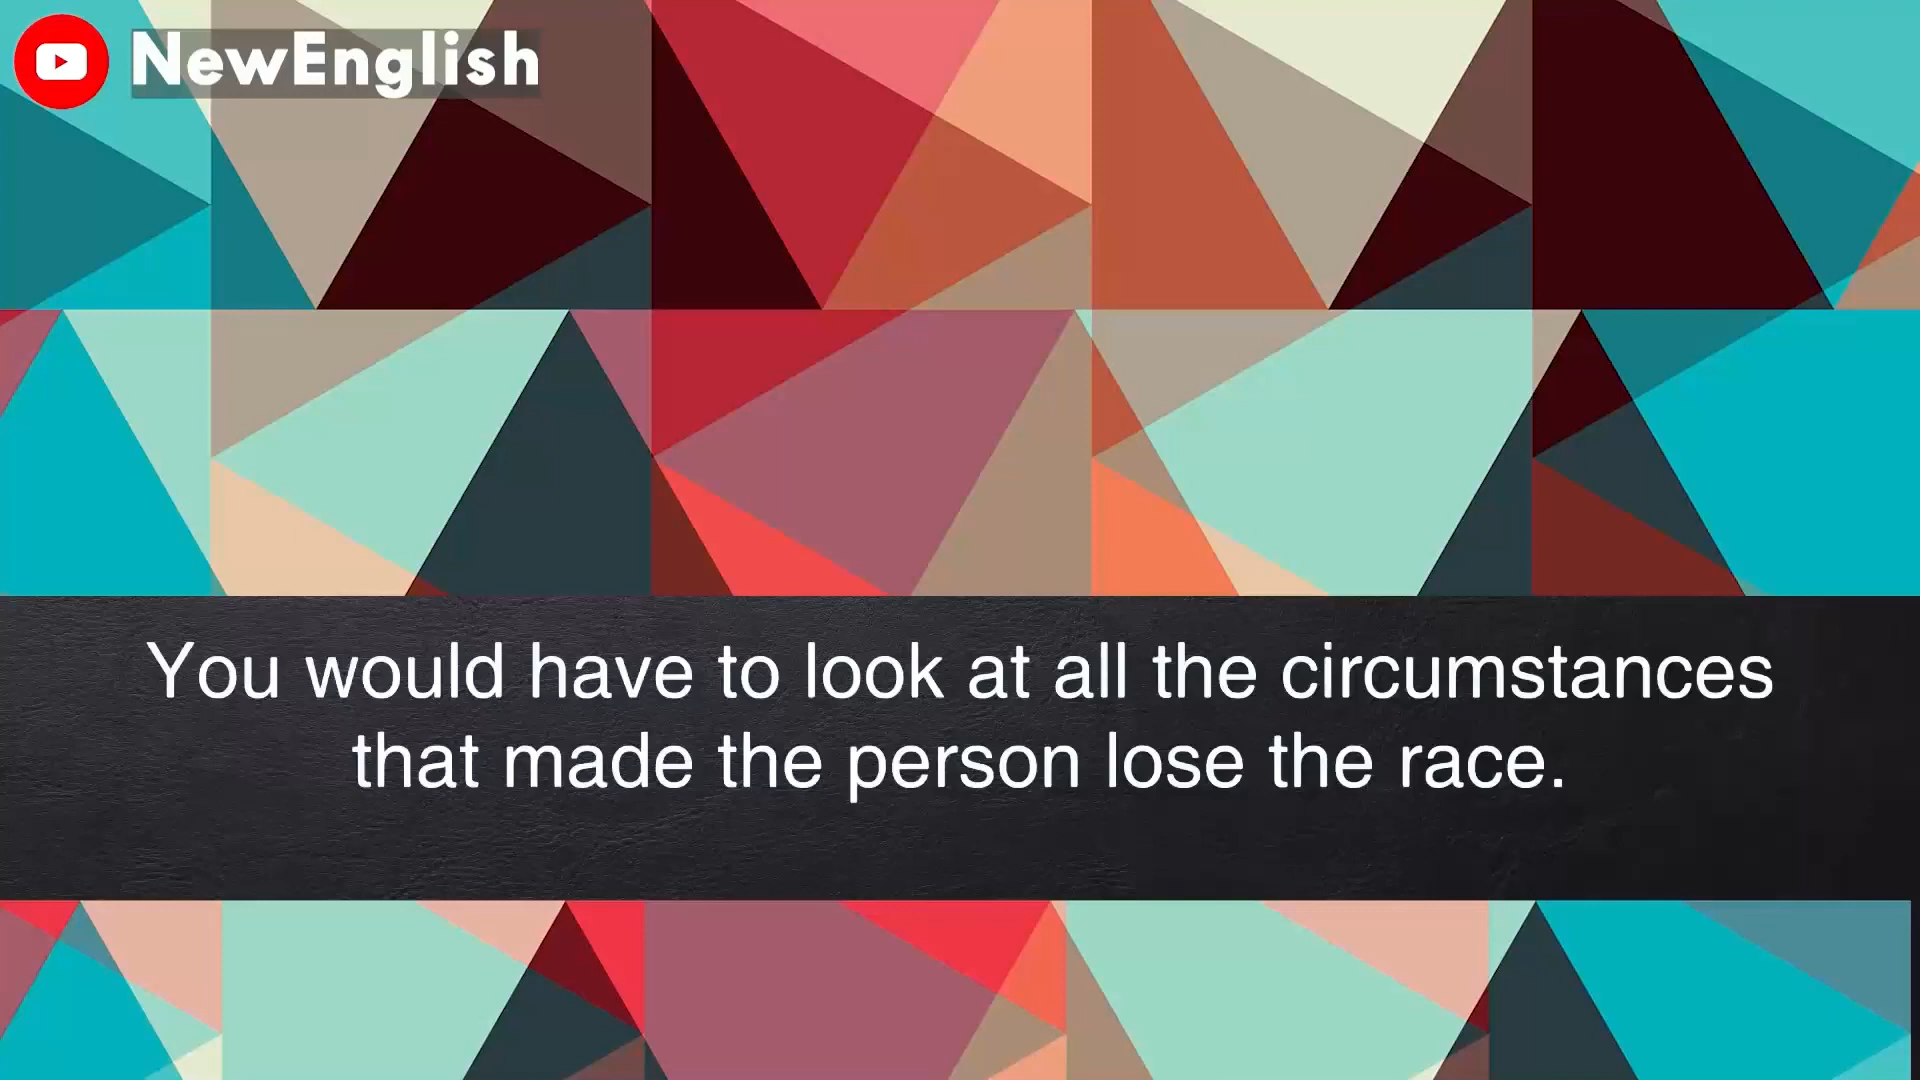 NewEnglish
You would have to look at all the circumstances
that made the person lose the race.